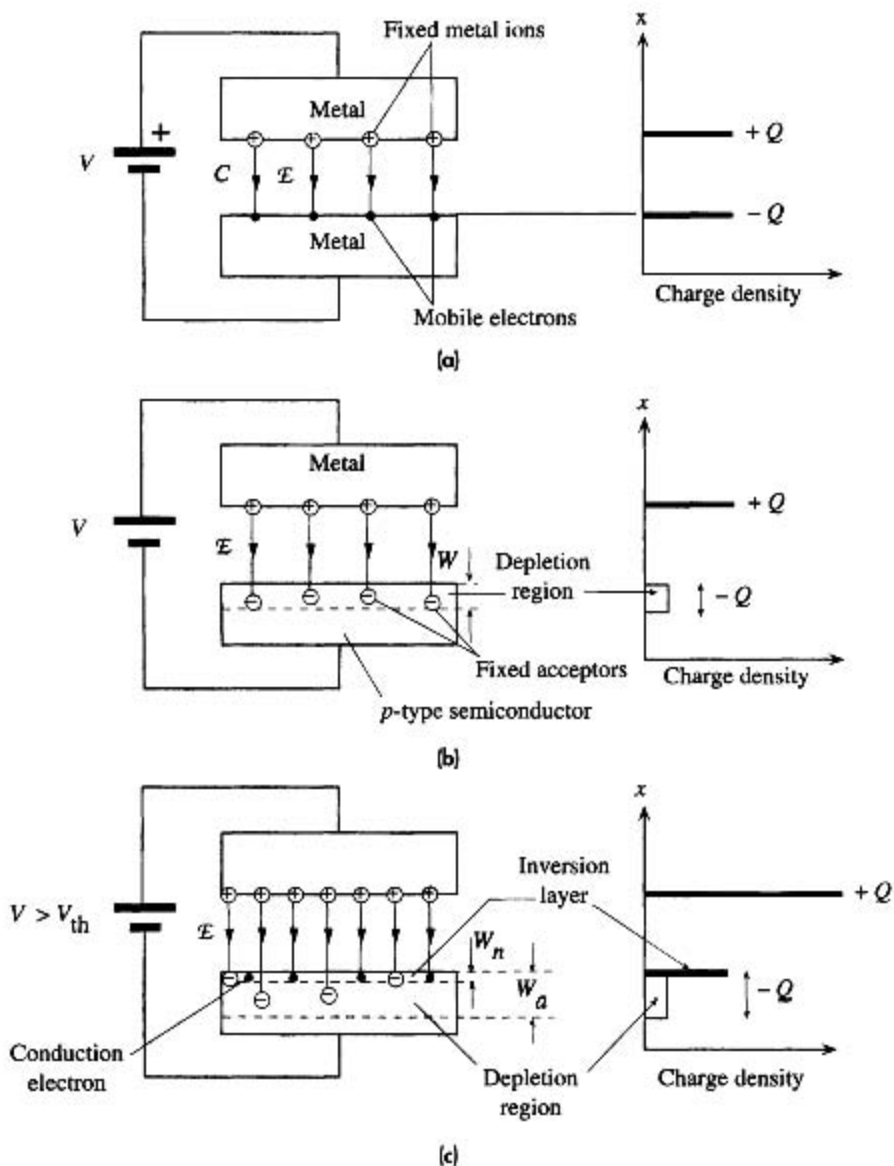 Fixed metal ions
x
Metal
+
V
C
ℰ
+ Q
− Q
Metal
Mobile electrons
Charge density
(a)
x
Metal
+ Q
V
ℰ
W
Depletion
region
− Q
Fixed acceptors
Charge density
p-type semiconductor
(b)
x
Inversion
layer
+ Q
V > Vth
ℰ
Wn
Wa
− Q
Conduction
electron
Depletion
region
Charge density
(c)